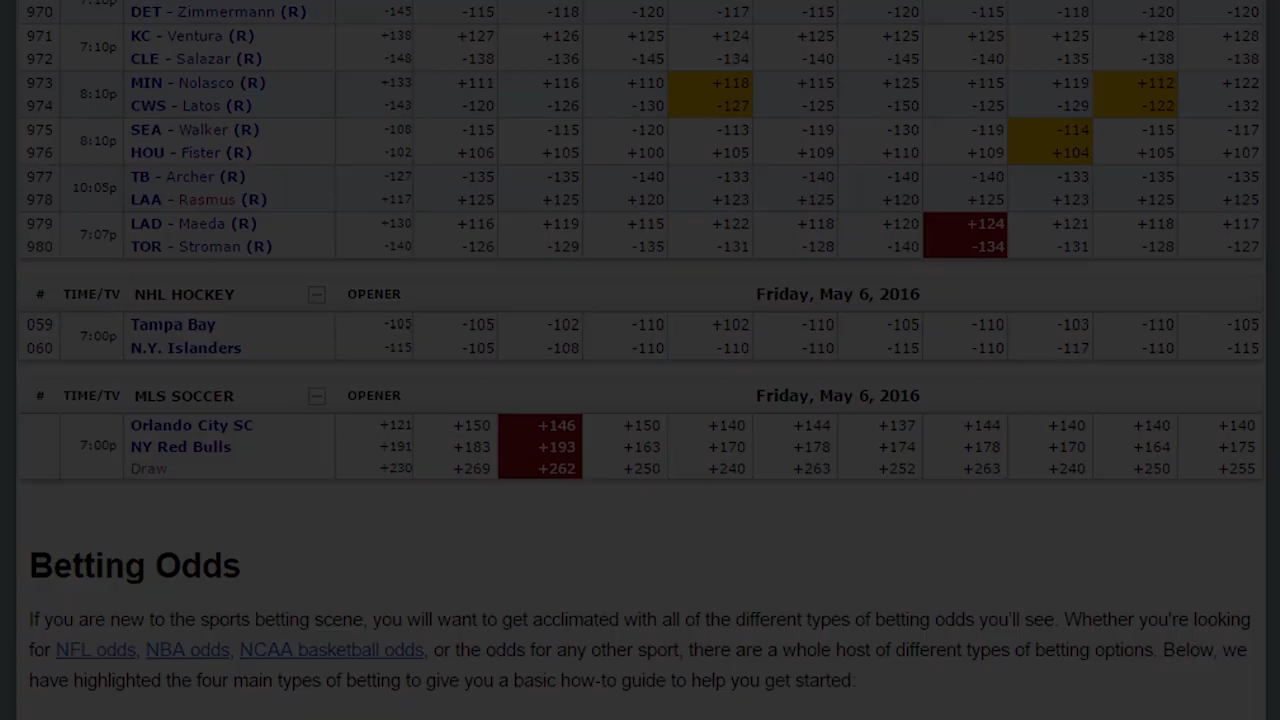 970 7:10p DET - Zimmermann (R) -145 -115 -118 -120 -117 -115 -120 -115 -118 -120 -120
971 KC - Ventura (R) +138 +127 +126 +125 +124 +125 +125 +125 +125 +128 +128
7:10p
972 CLE - Salazar (R) -148 -138 -136 -145 -134 -140 -145 -140 -135 -138 -138
973 MIN - Nolasco (R) +133 +111 +116 +110 +118 +115 +125 +115 +119 +112 +122
8:10p
974 CWS - Latos (R) -143 -120 -126 -130 -127 -125 -150 -125 -129 -122 -132
975 SEA - Walker (R) -108 -115 -115 -120 -113 -119 -130 -119 -114 -115 -117
8:10p
976 HOU - Fister (R) -102 +106 +105 +100 +105 +109 +110 +109 +104 +105 +107
977 TB - Archer (R) -127 -135 -135 -140 -133 -140 -140 -140 -133 -135 -135
10:05p
978 LAA - Rasmus (R) +117 +125 +125 +120 +123 +125 +120 +125 +123 +125 +125
979 LAD - Maeda (R) +130 +116 +119 +115 +122 +118 +120 +124 +121 +118 +117
7:07p
980 TOR - Stroman (R) -140 -126 -129 -135 -131 -128 -140 -134 -131 -128 -127
# TIME/TV NHL HOCKEY OPENER Friday, May 6, 2016
059 Tampa Bay -105 -105 -102 -110 +102 -110 -105 -110 -103 -110 -105
7:00p
060 N.Y. Islanders -115 -105 -108 -110 -110 -110 -115 -110 -117 -110 -115
# TIME/TV MLS SOCCER OPENER Friday, May 6, 2016
Orlando City SC +121 +150 +146 +150 +140 +144 +137 +144 +140 +140 +140
7:00p NY Red Bulls +191 +183 +193 +163 +170 +178 +174 +178 +170 +164 +175
Draw +230 +269 +262 +250 +240 +263 +252 +263 +240 +250 +255
Betting Odds
If you are new to the sports betting scene, you will want to get acclimated with all of the different types of betting odds you'll see. Whether you're looking
for NFL odds, NBA odds, NCAA basketball odds, or the odds for any other sport, there are a whole host of different types of betting options. Below, we
have highlighted the four main types of betting to give you a basic how-to guide to help you get started: